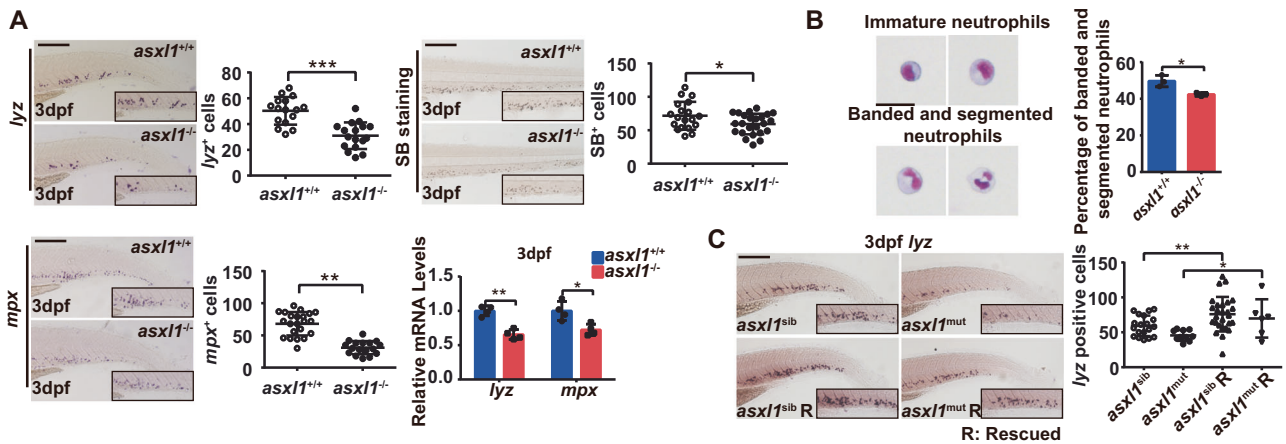 A
lyz
asxl1+/+
3dpf
asxl1-/-
3dpf
lyz+ cells
80
60
40
20
0
***
asxl1+/+
asxl1-/-
SB staining
asxl1+/+
asxl1-/-
SB+ cells
150
100
50
0
*
asxl1+/+
asxl1-/-
mpx
asxl1+/+
3dpf
asxl1-/-
3dpf
mpx+ cells
150
100
50
0
**
asxl1+/+
asxl1-/-
Relative mRNA Levels
3dpf
asxl1+/+
asxl1-/-
1.5
1.0
0.5
0.0
**
*
lyz
mpx
B
Immature neutrophils
Banded and segmented
neutrophils
Percentage of banded and
segmented neutrophils
60
40
20
0
*
asxl1+/+
asxl1-/-
C
3dpf lyz
asxl1sib
asxl1mut
asxl1sib R
asxl1mut R
R: Rescued
lyz positive cells
150
100
50
0
**
*
asxl1sib
asxl1mut
asxl1sib R
asxl1mut R